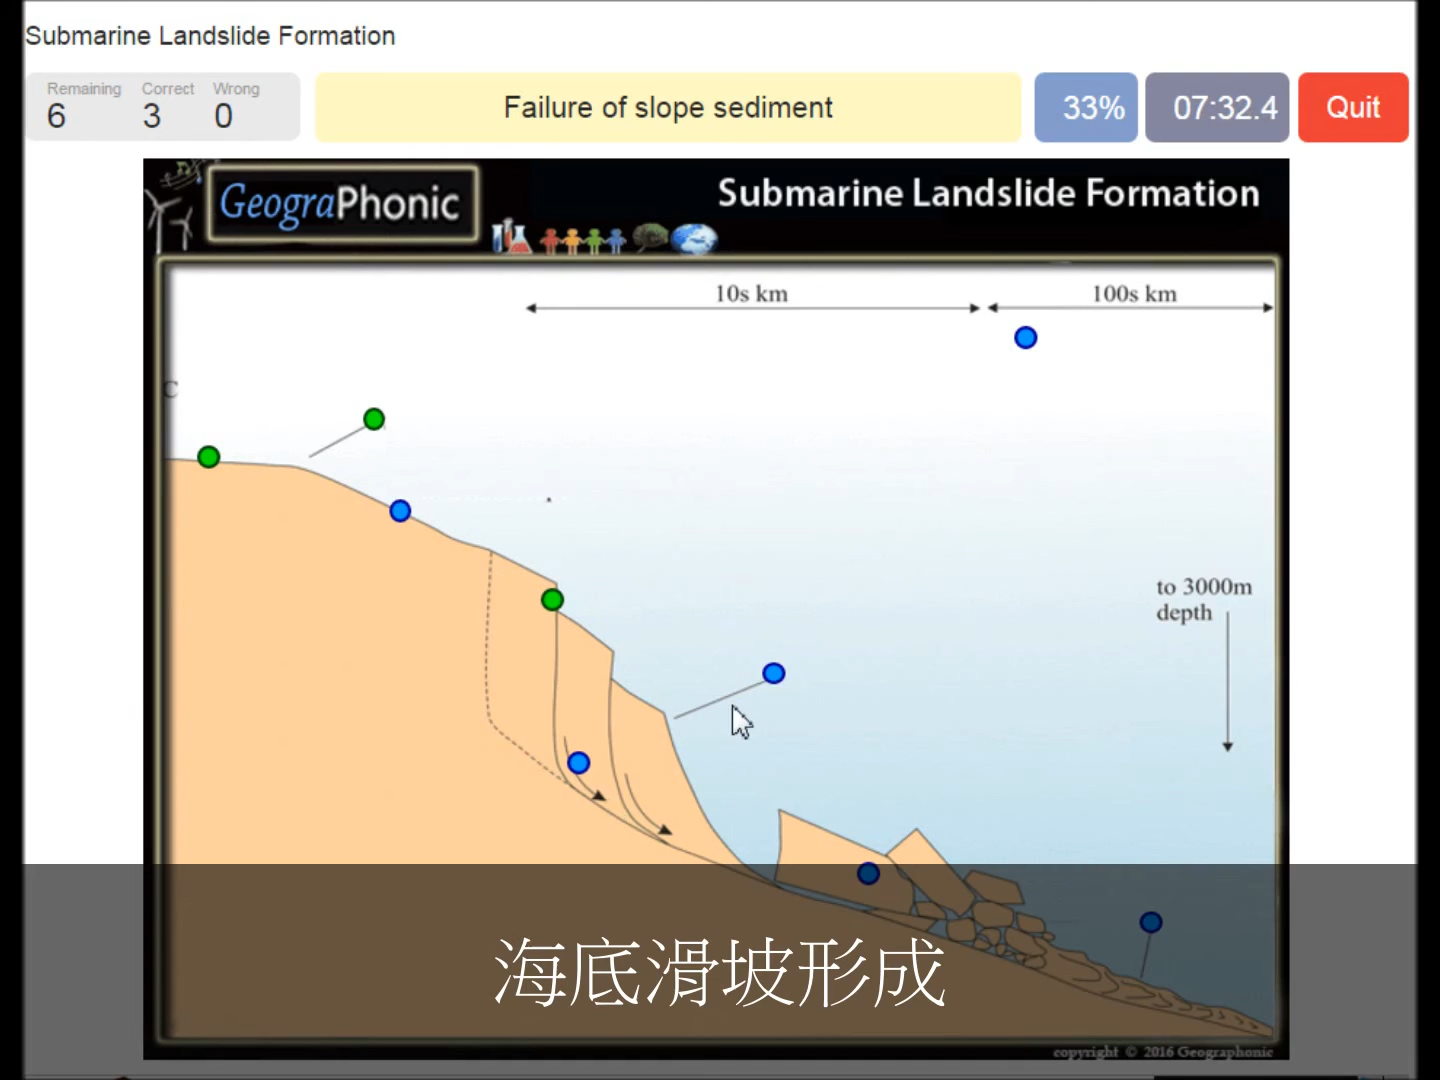 Submarine Landslide Formation
Remaining Correct Wrong
6 3 0
Failure of slope sediment
33%
07:32.4
Quit
GeograPhonic
Submarine Landslide Formation
10s km
100s km
C
to 3000m
depth
海底滑坡形成
copyright © 2016 Geographonic